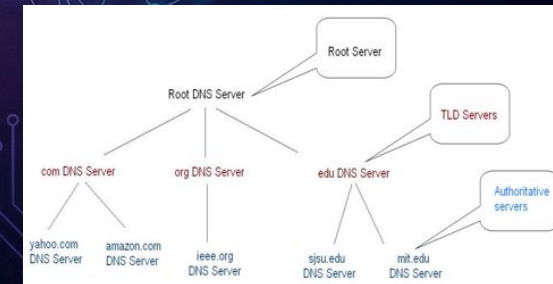 Root Server
Root DNS Server
TLD Servers
com DNS Server
org DNS Server
edu DNS Server
Authoritative
servers
yahoo.com
DNS Server
amazon.com
DNS Server
ieee.org
DNS Server
sjsu.edu
DNS Server
mit.edu
DNS Server